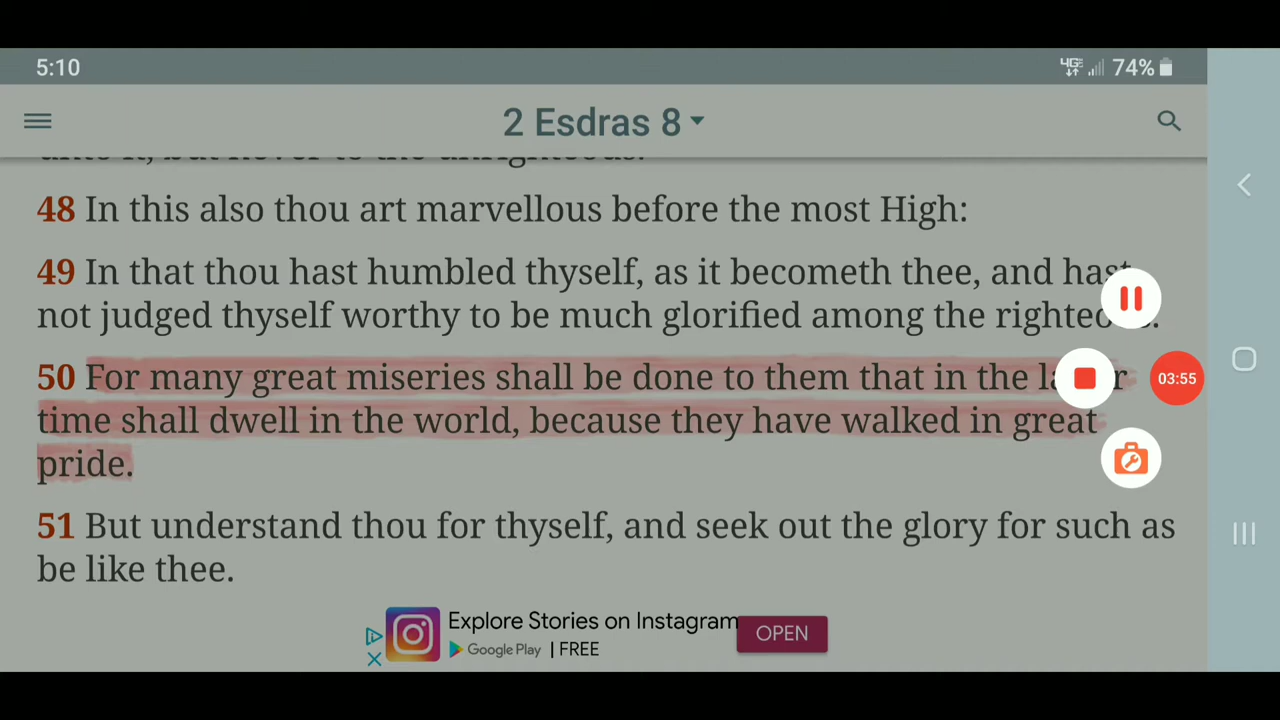 5:10 4G 74%
2 Esdras 8
48 In this also thou art marvellous before the most High:
49 In that thou hast humbled thyself, as it becometh thee, and hast
not judged thyself worthy to be much glorified among the
50 For many great miseries shall be done to them that in the
time shall dwell in the world, because they have walked in great
pride.
03:55
51 But understand thou for thyself, and seek out the glory for such as
be like thee.
Explore Stories on Instagram
Google Play | FREE
OPEN